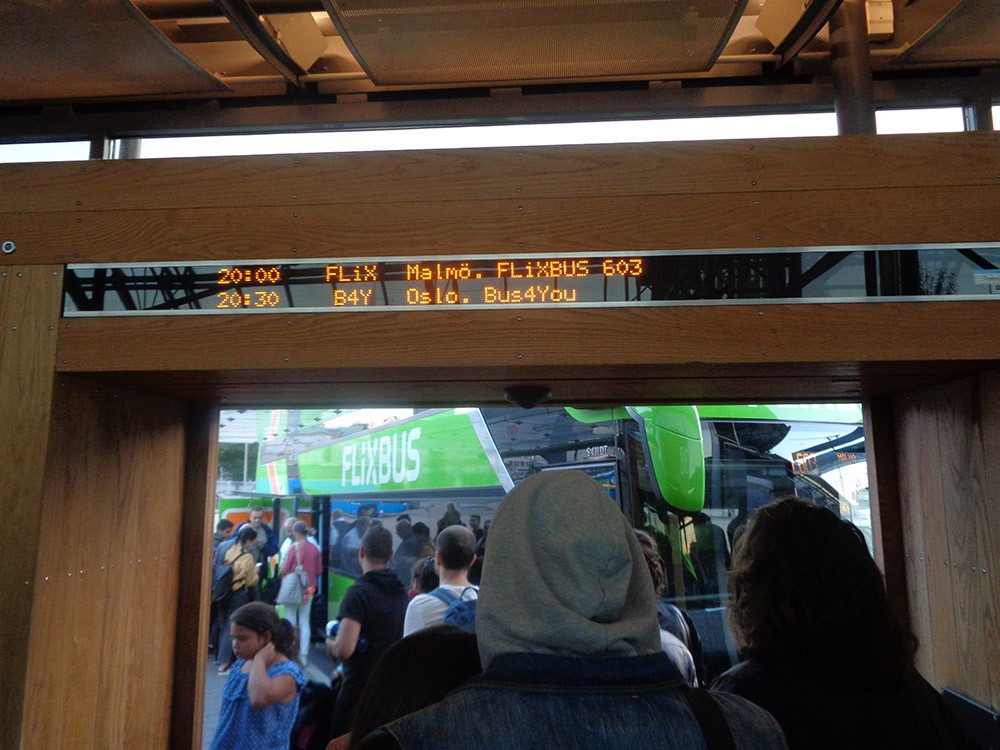 20:00 FLiX Malmö. FLiXBUS 603
20:30 B4Y Oslo. Bus4You
FLiXBUS